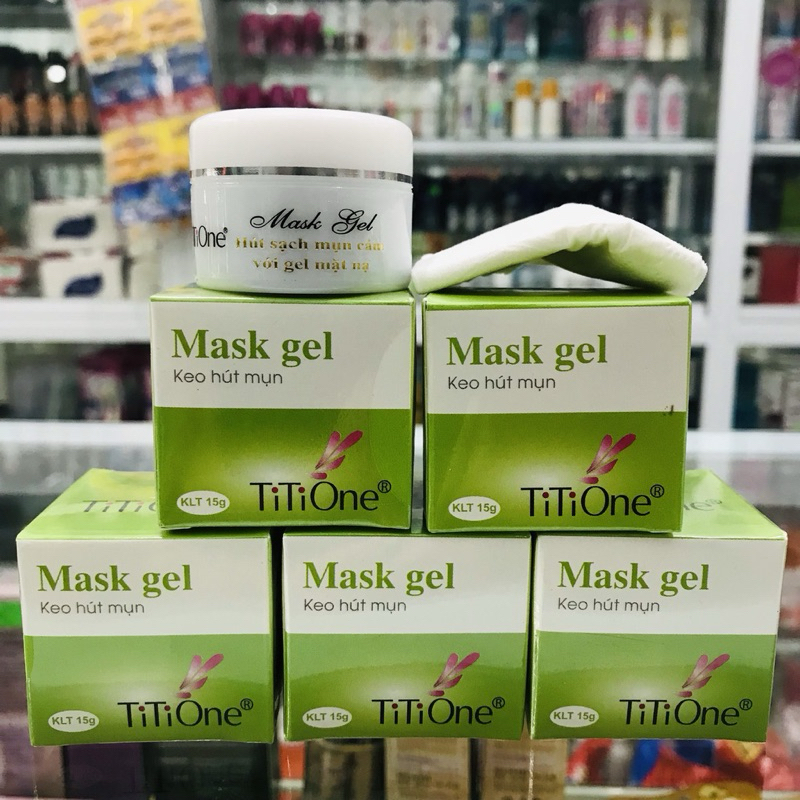 Mask Gel
TiOne®
Hút sạch mụn cám
với gel mặt nạ
Mask gel
Keo hút mụn
KLT 15g
TiTiOne®
Mask gel
Keo hút mụn
KLT 15g
TiTiOne®
Mask gel
Keo hút mụn
KLT 15g
TiTiOne®
Mask gel
Keo hút mụn
KLT 15g
TiTiOne®
Mask gel
Keo hút mụn
KLT 15g
TiTiOne®